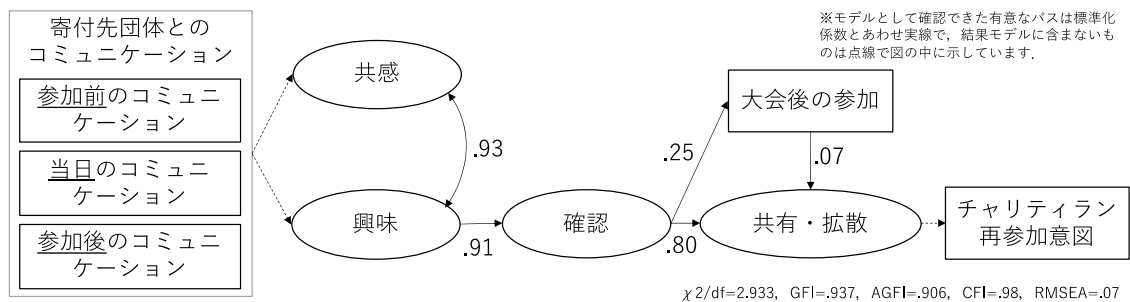 寄付先団体との
コミュニケーション
参加前のコミュニ
ケーション
当日のコミュニ
ケーション
参加後のコミュニ
ケーション
共感
.93
興味
.91
確認
.25
.80
大会後の参加
.07
共有・拡散
チャリティラン
再参加意図
※モデルとして確認できた有意なパスは標準化
係数とあわせ実線で，結果モデルに含まないも
のは点線で図の中に示しています．
χ2/df=2.933, GFI=.937, AGFI=.906, CFI=.98, RMSEA=.07